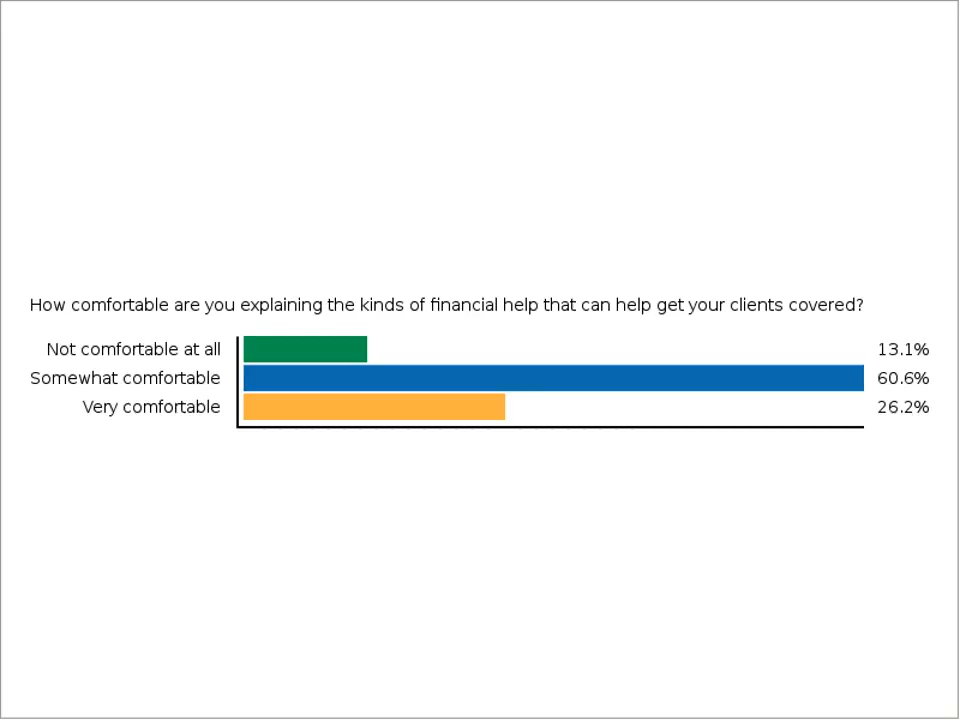 How comfortable are you explaining the kinds of financial help that can help get your clients covered?
Not comfortable at all 13.1%
Somewhat comfortable 60.6%
Very comfortable 26.2%